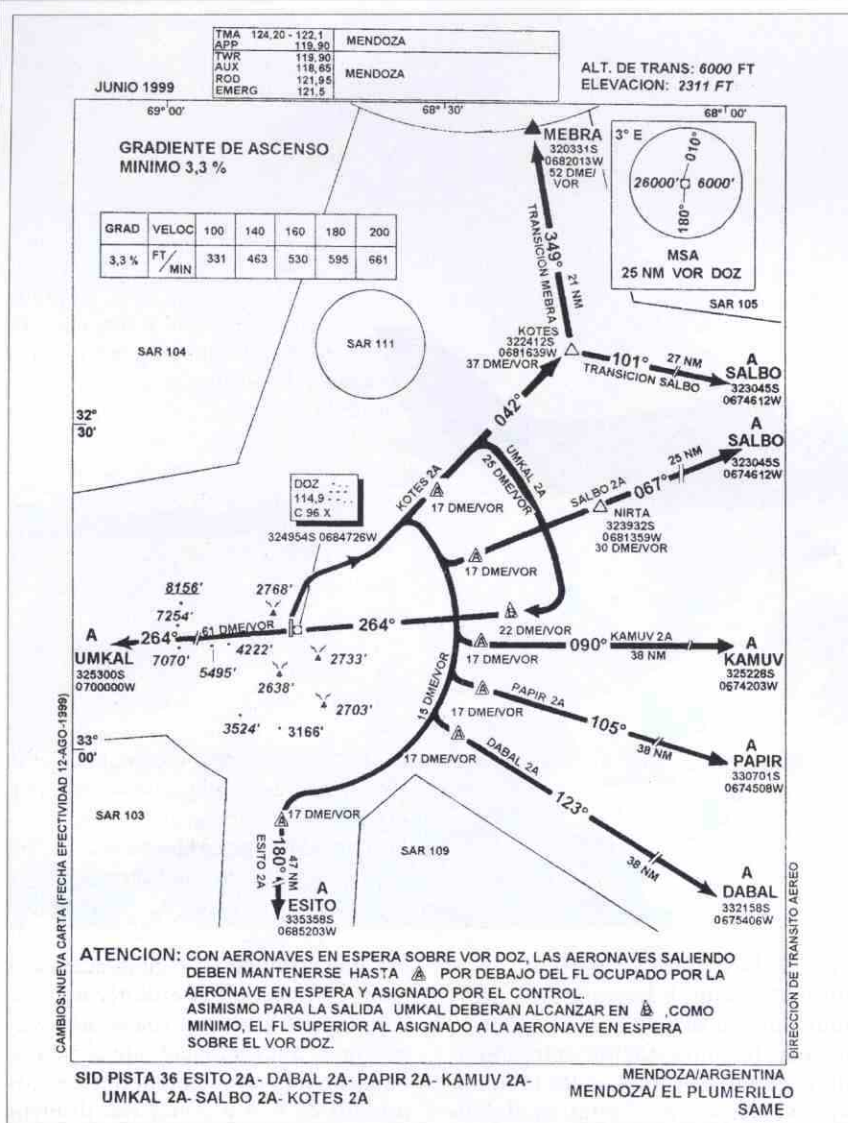 TMA 124,20 - 122,1
APP 119,90
MENDOZA
TWR 119,90
AUX 118,65
ROD 121,95
EMERG 121,5
MENDOZA
JUNIO 1999
ALT. DE TRANS: 6000 FT
ELEVACION: 2311 FT
69° 00'
68° 30'
68° 00'
GRADIENTE DE ASCENSO
MINIMO 3,3 %
GRAD VELOC 100 140 160 180 200
3,3 % FT/MIN 331 463 530 595 661
MEBRA
320331S
0682013W
52 DME/
VOR
3° E
010°
26000' 6000'
180°
MSA
25 NM VOR DOZ
SAR 105
349°
21 NM
TRANSICION MEBRA
SAR 104
SAR 111
KOTES
322412S
0681639W
37 DME/VOR
101°
27 NM
TRANSICION SALBO
A
SALBO
323045S
0674612W
32°
30'
042°
KOTES 2A
17 DME/VOR
UMKAL 2A
25 DME/VOR
A
SALBO
323045S
0674612W
SALBO 2A
067°
25 NM
NIRTA
323932S
0681359W
30 DME/VOR
17 DME/VOR
DOZ
114,9
C 96 X
324954S 0684726W
8156'
7254'
2768'
A
UMKAL
325300S
0700000W
264°
61 DME/VOR
264°
22 DME/VOR
7070'
5495'
4222'
2733'
2638'
2703'
3524'
3166'
17 DME/VOR
090°
KAMUV 2A
38 NM
A
KAMUV
325228S
0674203W
15 DME/VOR
17 DME/VOR
PAPIR 2A
105°
38 NM
A
PAPIR
330701S
0674508W
33°
00'
17 DME/VOR
DABAL 2A
123°
38 NM
A
DABAL
332158S
0675406W
SAR 103
17 DME/VOR
180°
47 NM
ESITO 2A
A
ESITO
335358S
0685203W
SAR 109
CAMBIOS:NUEVA CARTA (FECHA EFECTIVIDAD 12-AGO-1999)
DIRECCION DE TRANSITO AEREO
ATENCION: CON AERONAVES EN ESPERA SOBRE VOR DOZ, LAS AERONAVES SALIENDO
DEBEN MANTENERSE HASTA A POR DEBAJO DEL FL OCUPADO POR LA
AERONAVE EN ESPERA Y ASIGNADO POR EL CONTROL.
ASIMISMO PARA LA SALIDA UMKAL DEBERAN ALCANZAR EN B ,COMO
MINIMO, EL FL SUPERIOR AL ASIGNADO A LA AERONAVE EN ESPERA
SOBRE EL VOR DOZ.
SID PISTA 36 ESITO 2A- DABAL 2A- PAPIR 2A- KAMUV 2A-
UMKAL 2A- SALBO 2A- KOTES 2A
MENDOZA/ARGENTINA
MENDOZA/ EL PLUMERILLO
SAME